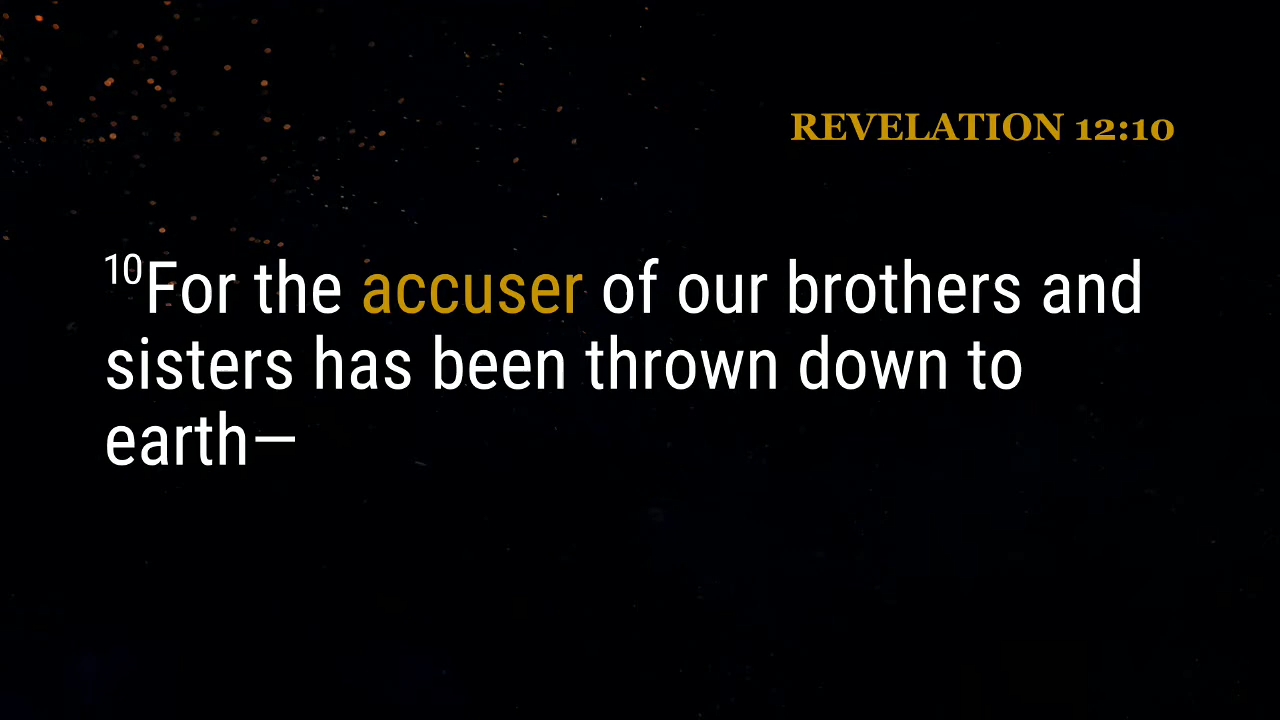 REVELATION 12:10
10For the accuser of our brothers and
sisters has been thrown down to
earth—